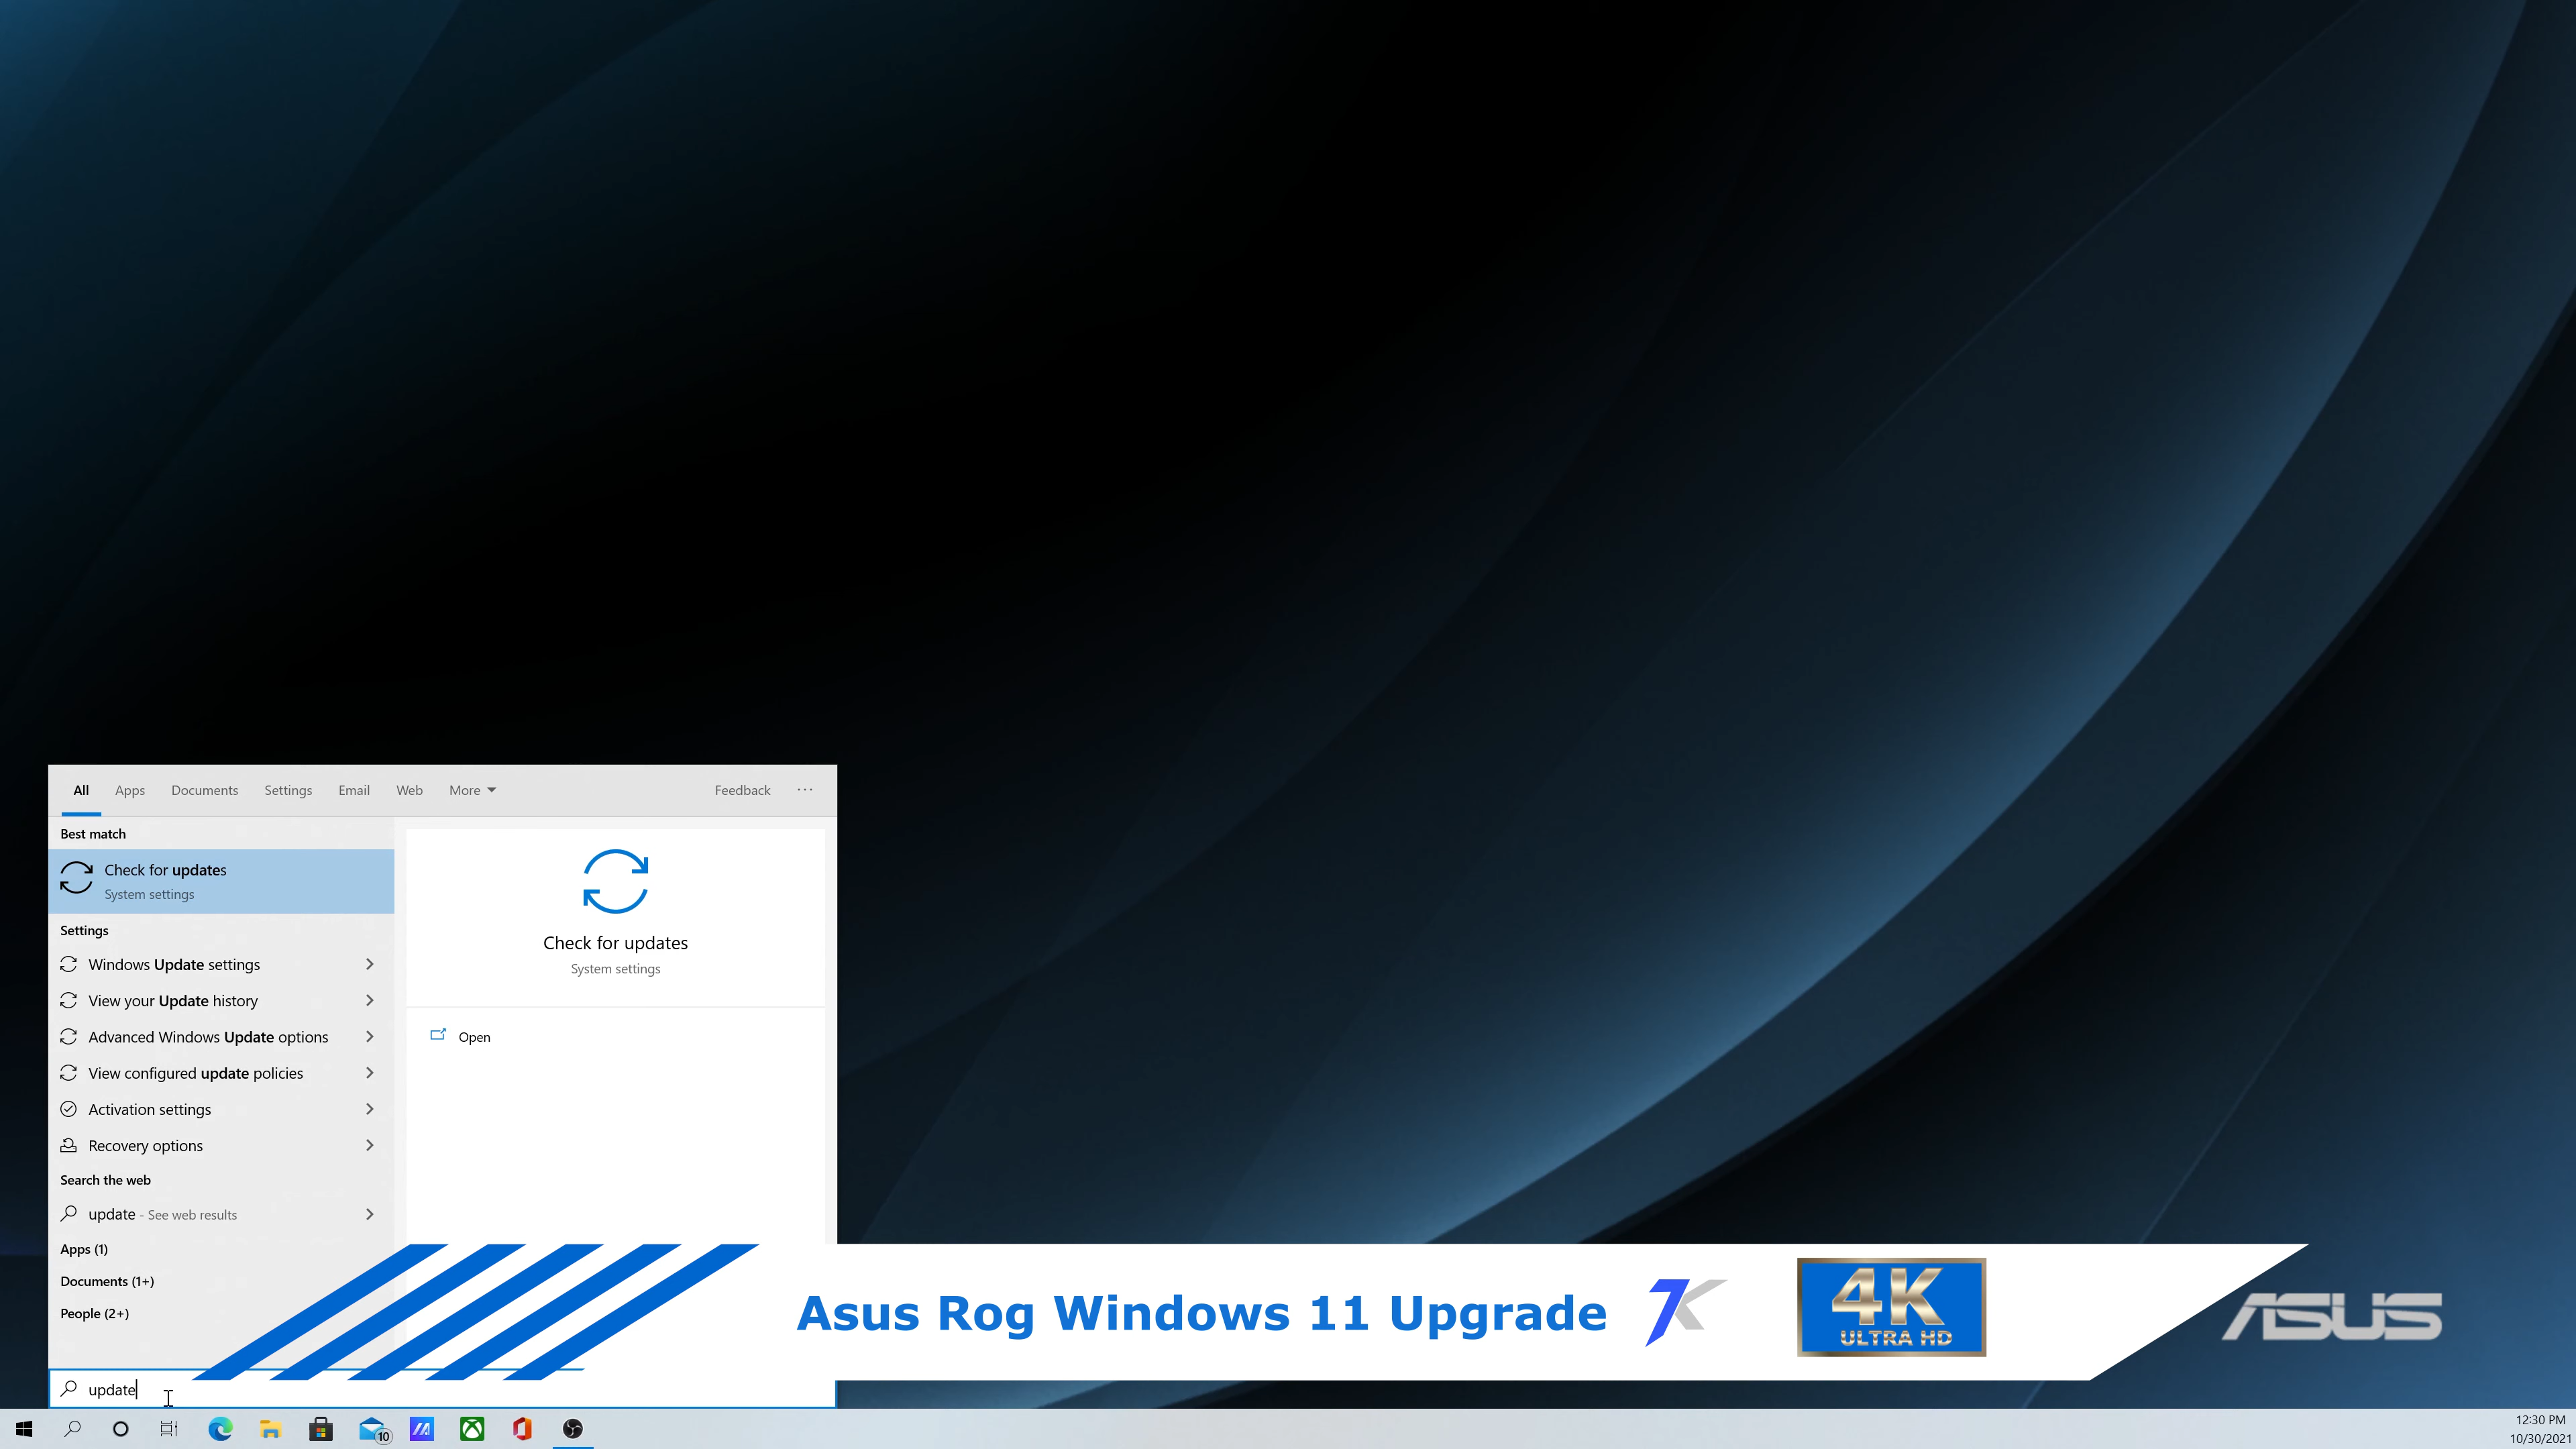 All Apps Documents Settings Email Web More Feedback ...
Best match
Check for updates
System settings
Settings
Windows Update settings
View your Update history
Advanced Windows Update options
View configured update policies
Activation settings
Recovery options
Search the web
update - See web results
Apps (1)
Documents (1+)
People (2+)
update
Check for updates
System settings
Open
Asus Rog Windows 11 Upgrade 7K 4K
ULTRA HD
ASUS
10
12:30 PM
10/30/2021